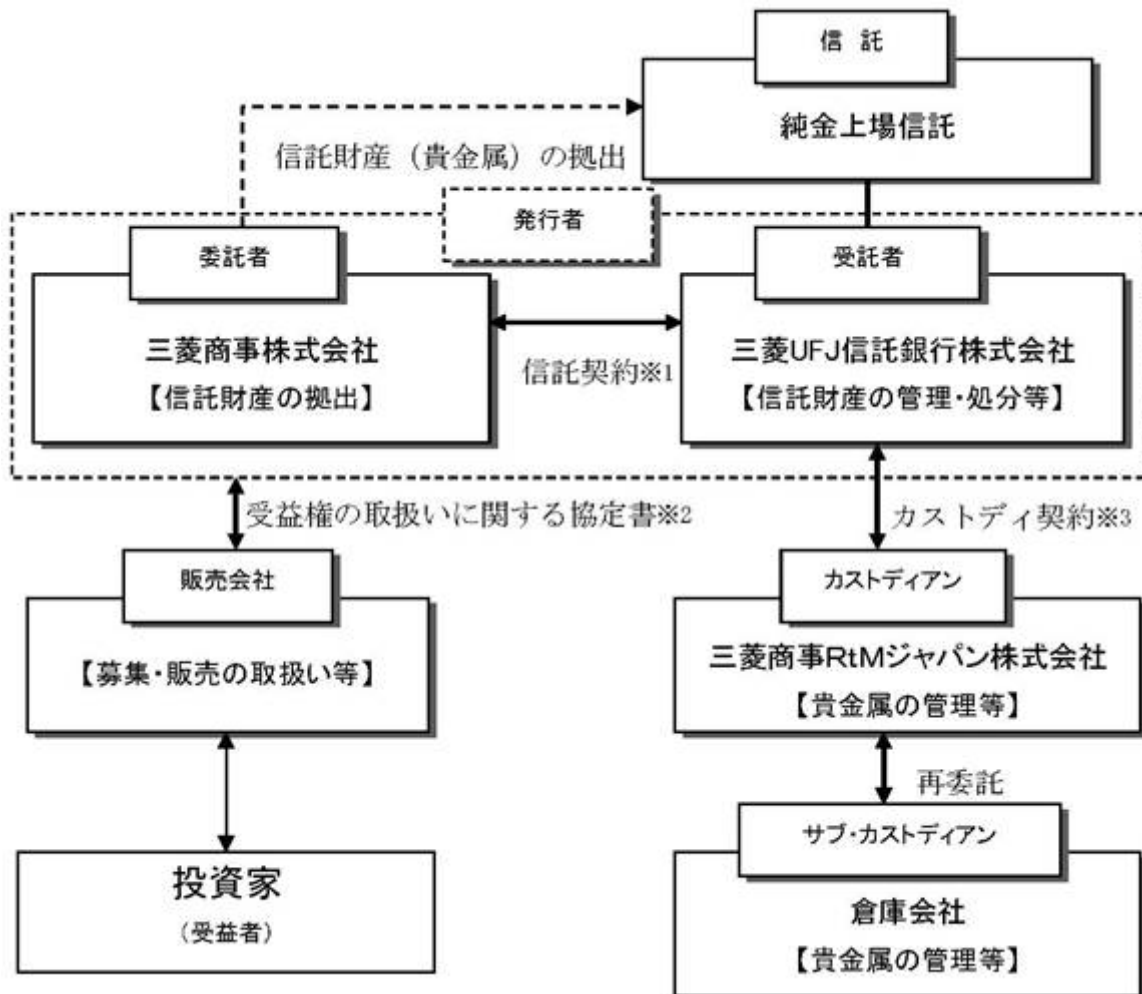 信 託
純金上場信託
信託財産（貴金属）の拠出
発行者
委託者
三菱商事株式会社
【信託財産の拠出】
信託契約※1
受託者
三菱UFJ信託銀行株式会社
【信託財産の管理・処分等】
受益権の取扱いに関する協定書※2
カストディ契約※3
販売会社
【募集・販売の取扱い等】
カストディアン
三菱商事RtMジャパン株式会社
【貴金属の管理等】
再委託
投資家
（受益者）
サブ・カストディアン
倉庫会社
【貴金属の管理等】